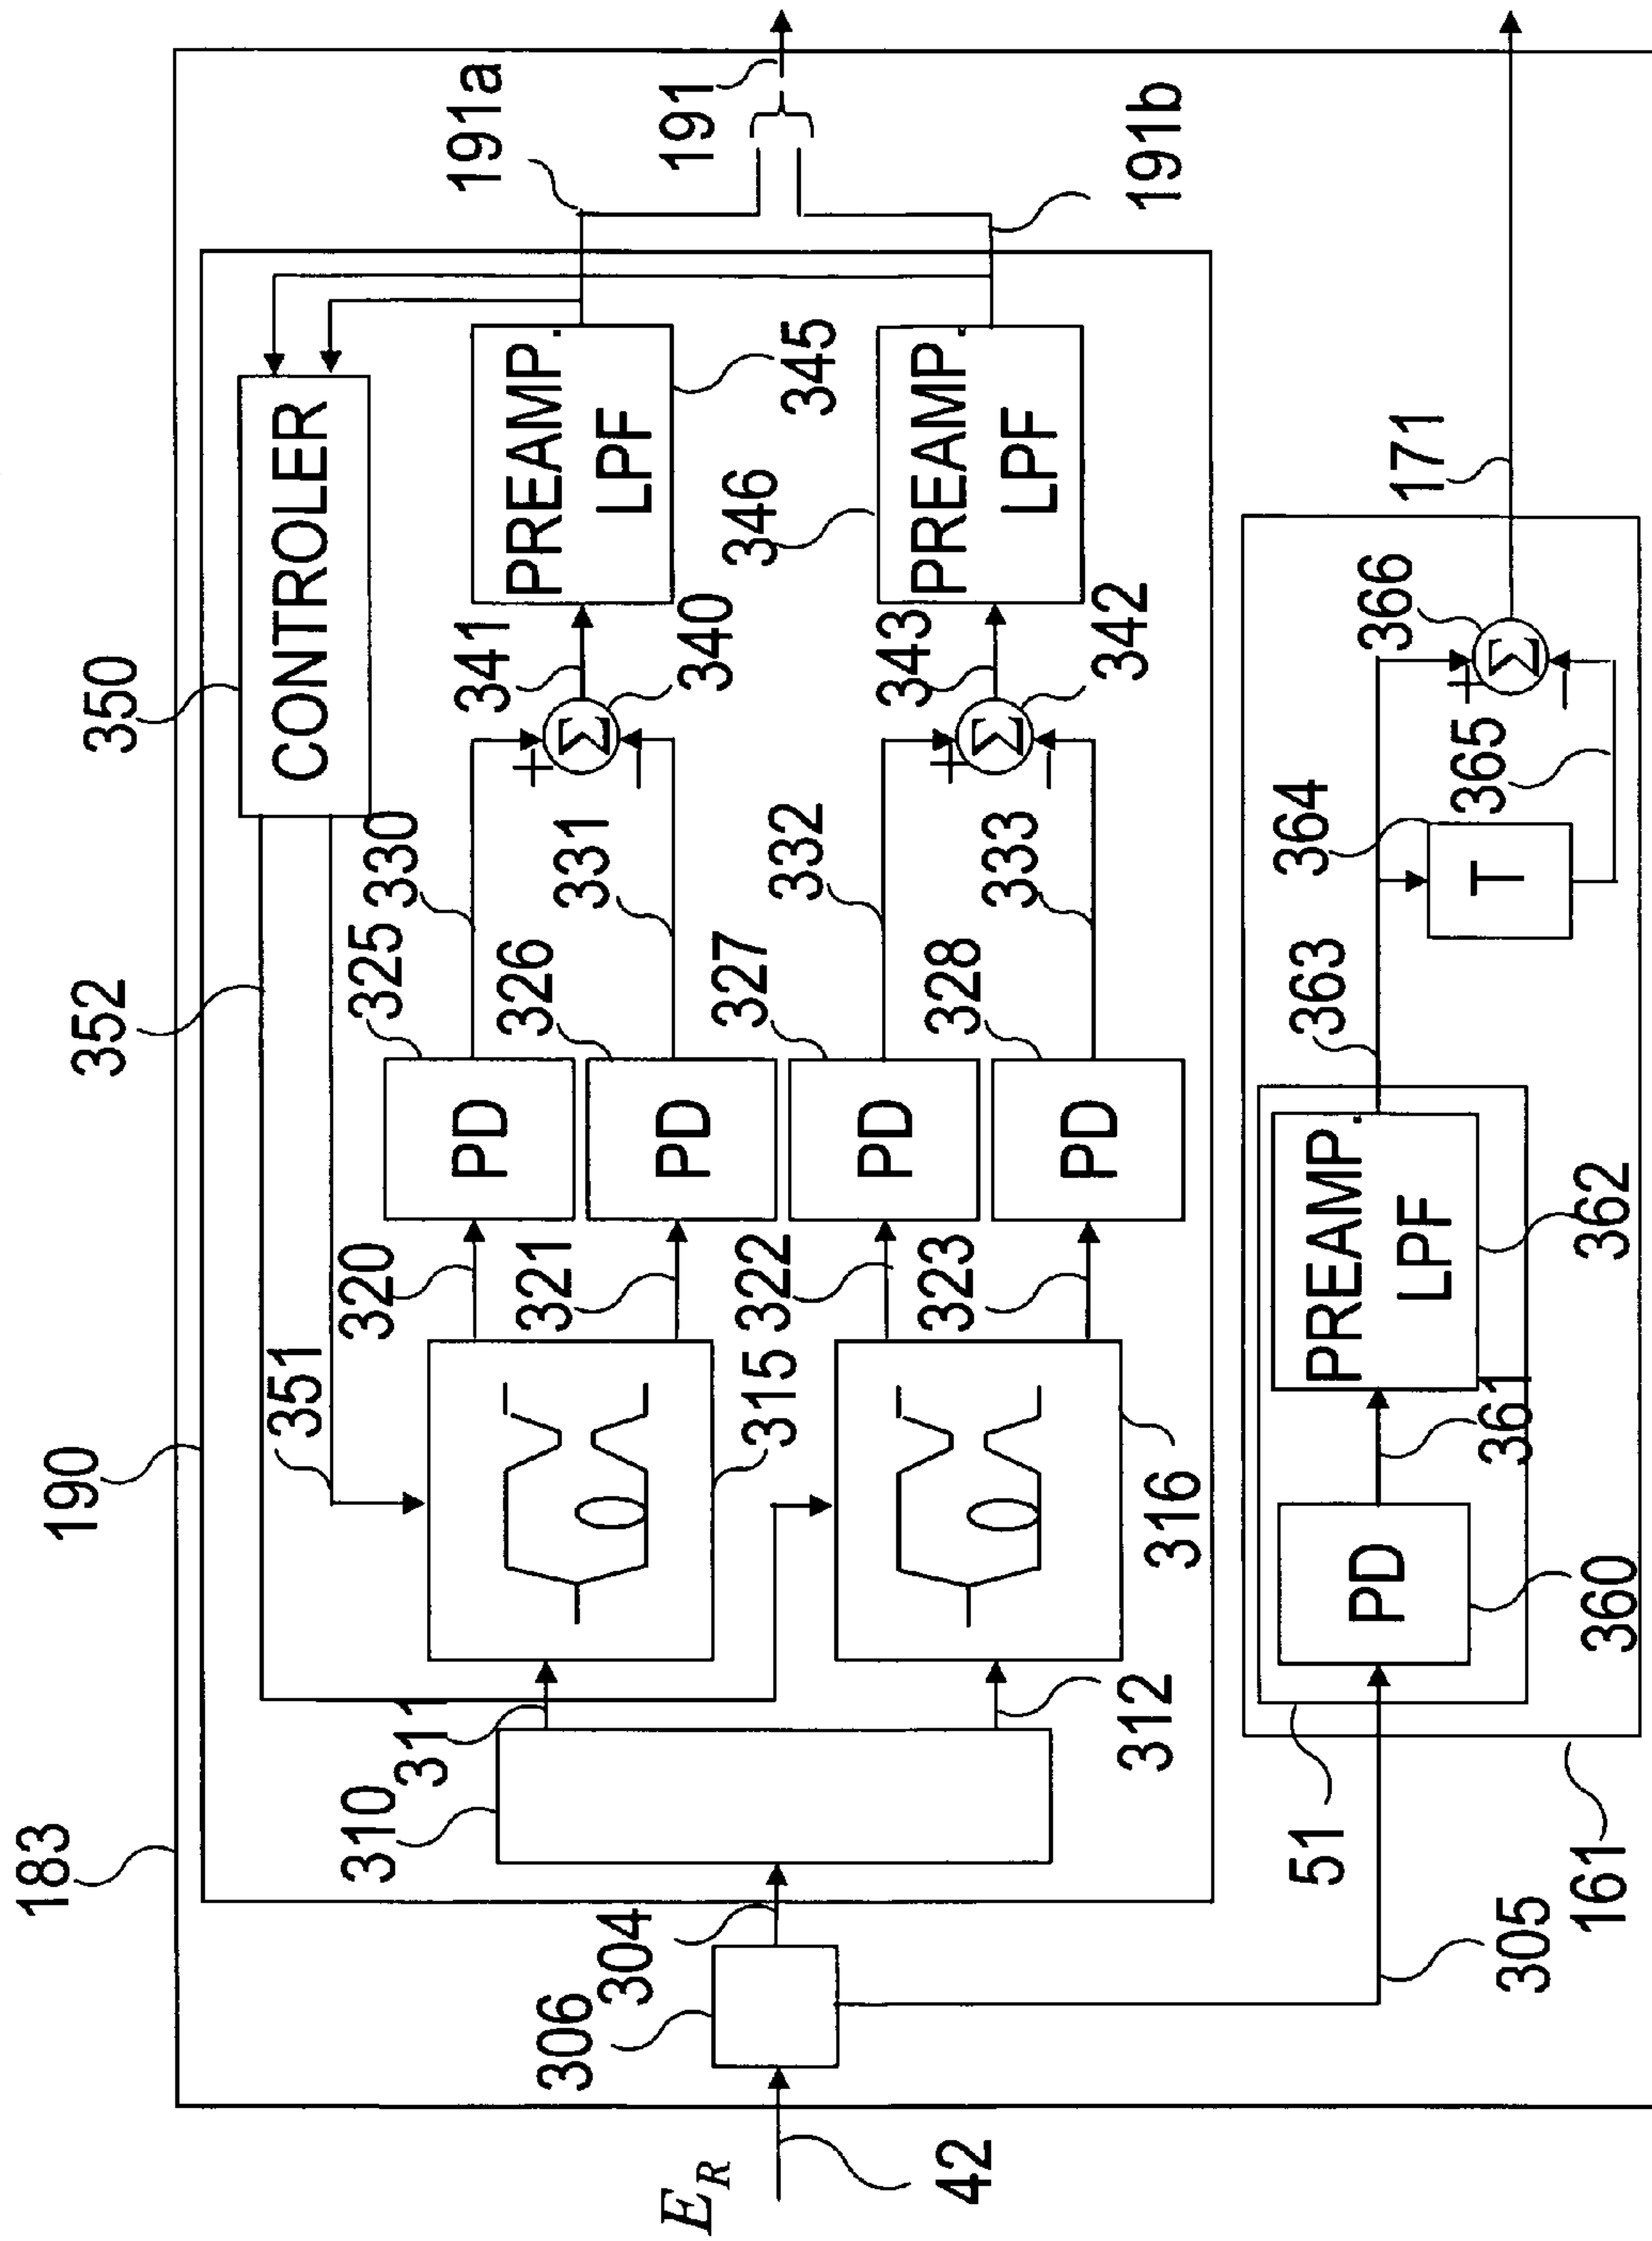 183
190
352
350
351
CONTROLER
310
311
320
325
330
341
340
PREAMP.
LPF
345
191a
191
321
326
331
PD
PD
315
306
304
322
327
332
343
342
346
PREAMP.
LPF
191b
323
328
333
PD
PD
Σ
+
−
Σ
+
−
312
316
E_R
42
305
51
161
PD
360
361
PREAMP.
LPF
362
363
364
T
365
366
Σ
+
−
171